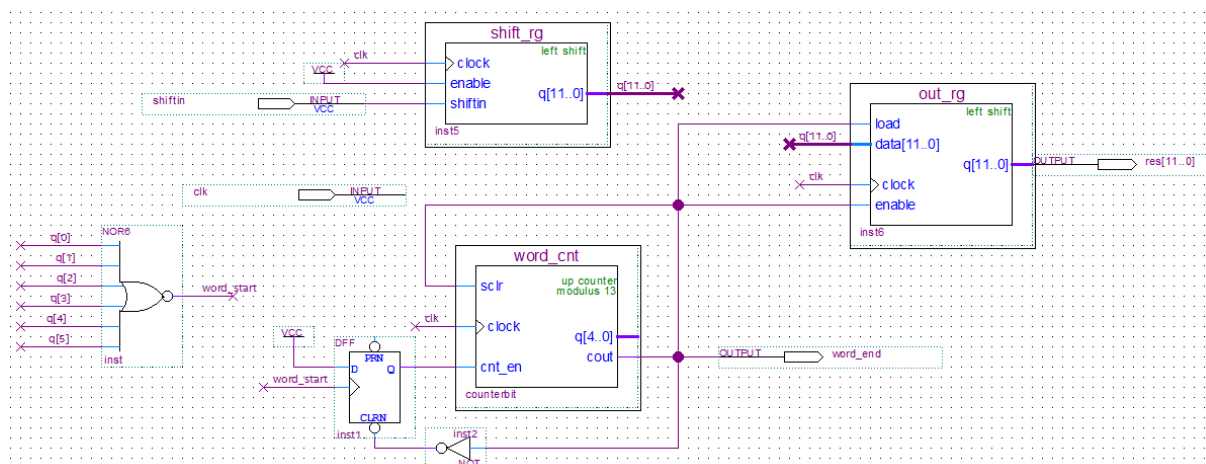 shift_rg
left shift
clk
clock
VCC
enable
q[11..0]
q[11..0]
shiftin
INPUT
VCC
shiftin
inst5
out_rg
left shift
load
q[11..0]
data[11..0]
q[11..0]
OUTPUT
res[11..0]
clk
clock
enable
inst6
clk
INPUT
VCC
NOR6
q[0]
q[1]
q[2]
q[3]
q[4]
q[5]
word_start
inst
word_cnt
up counter
modulus 13
sclr
clk
clock
q[4..0]
cout
cnt_en
counterbit
OUTPUT
word_end
VCC
DFF
PRN
D
Q
word_start
CLRN
inst1
inst2
NOT